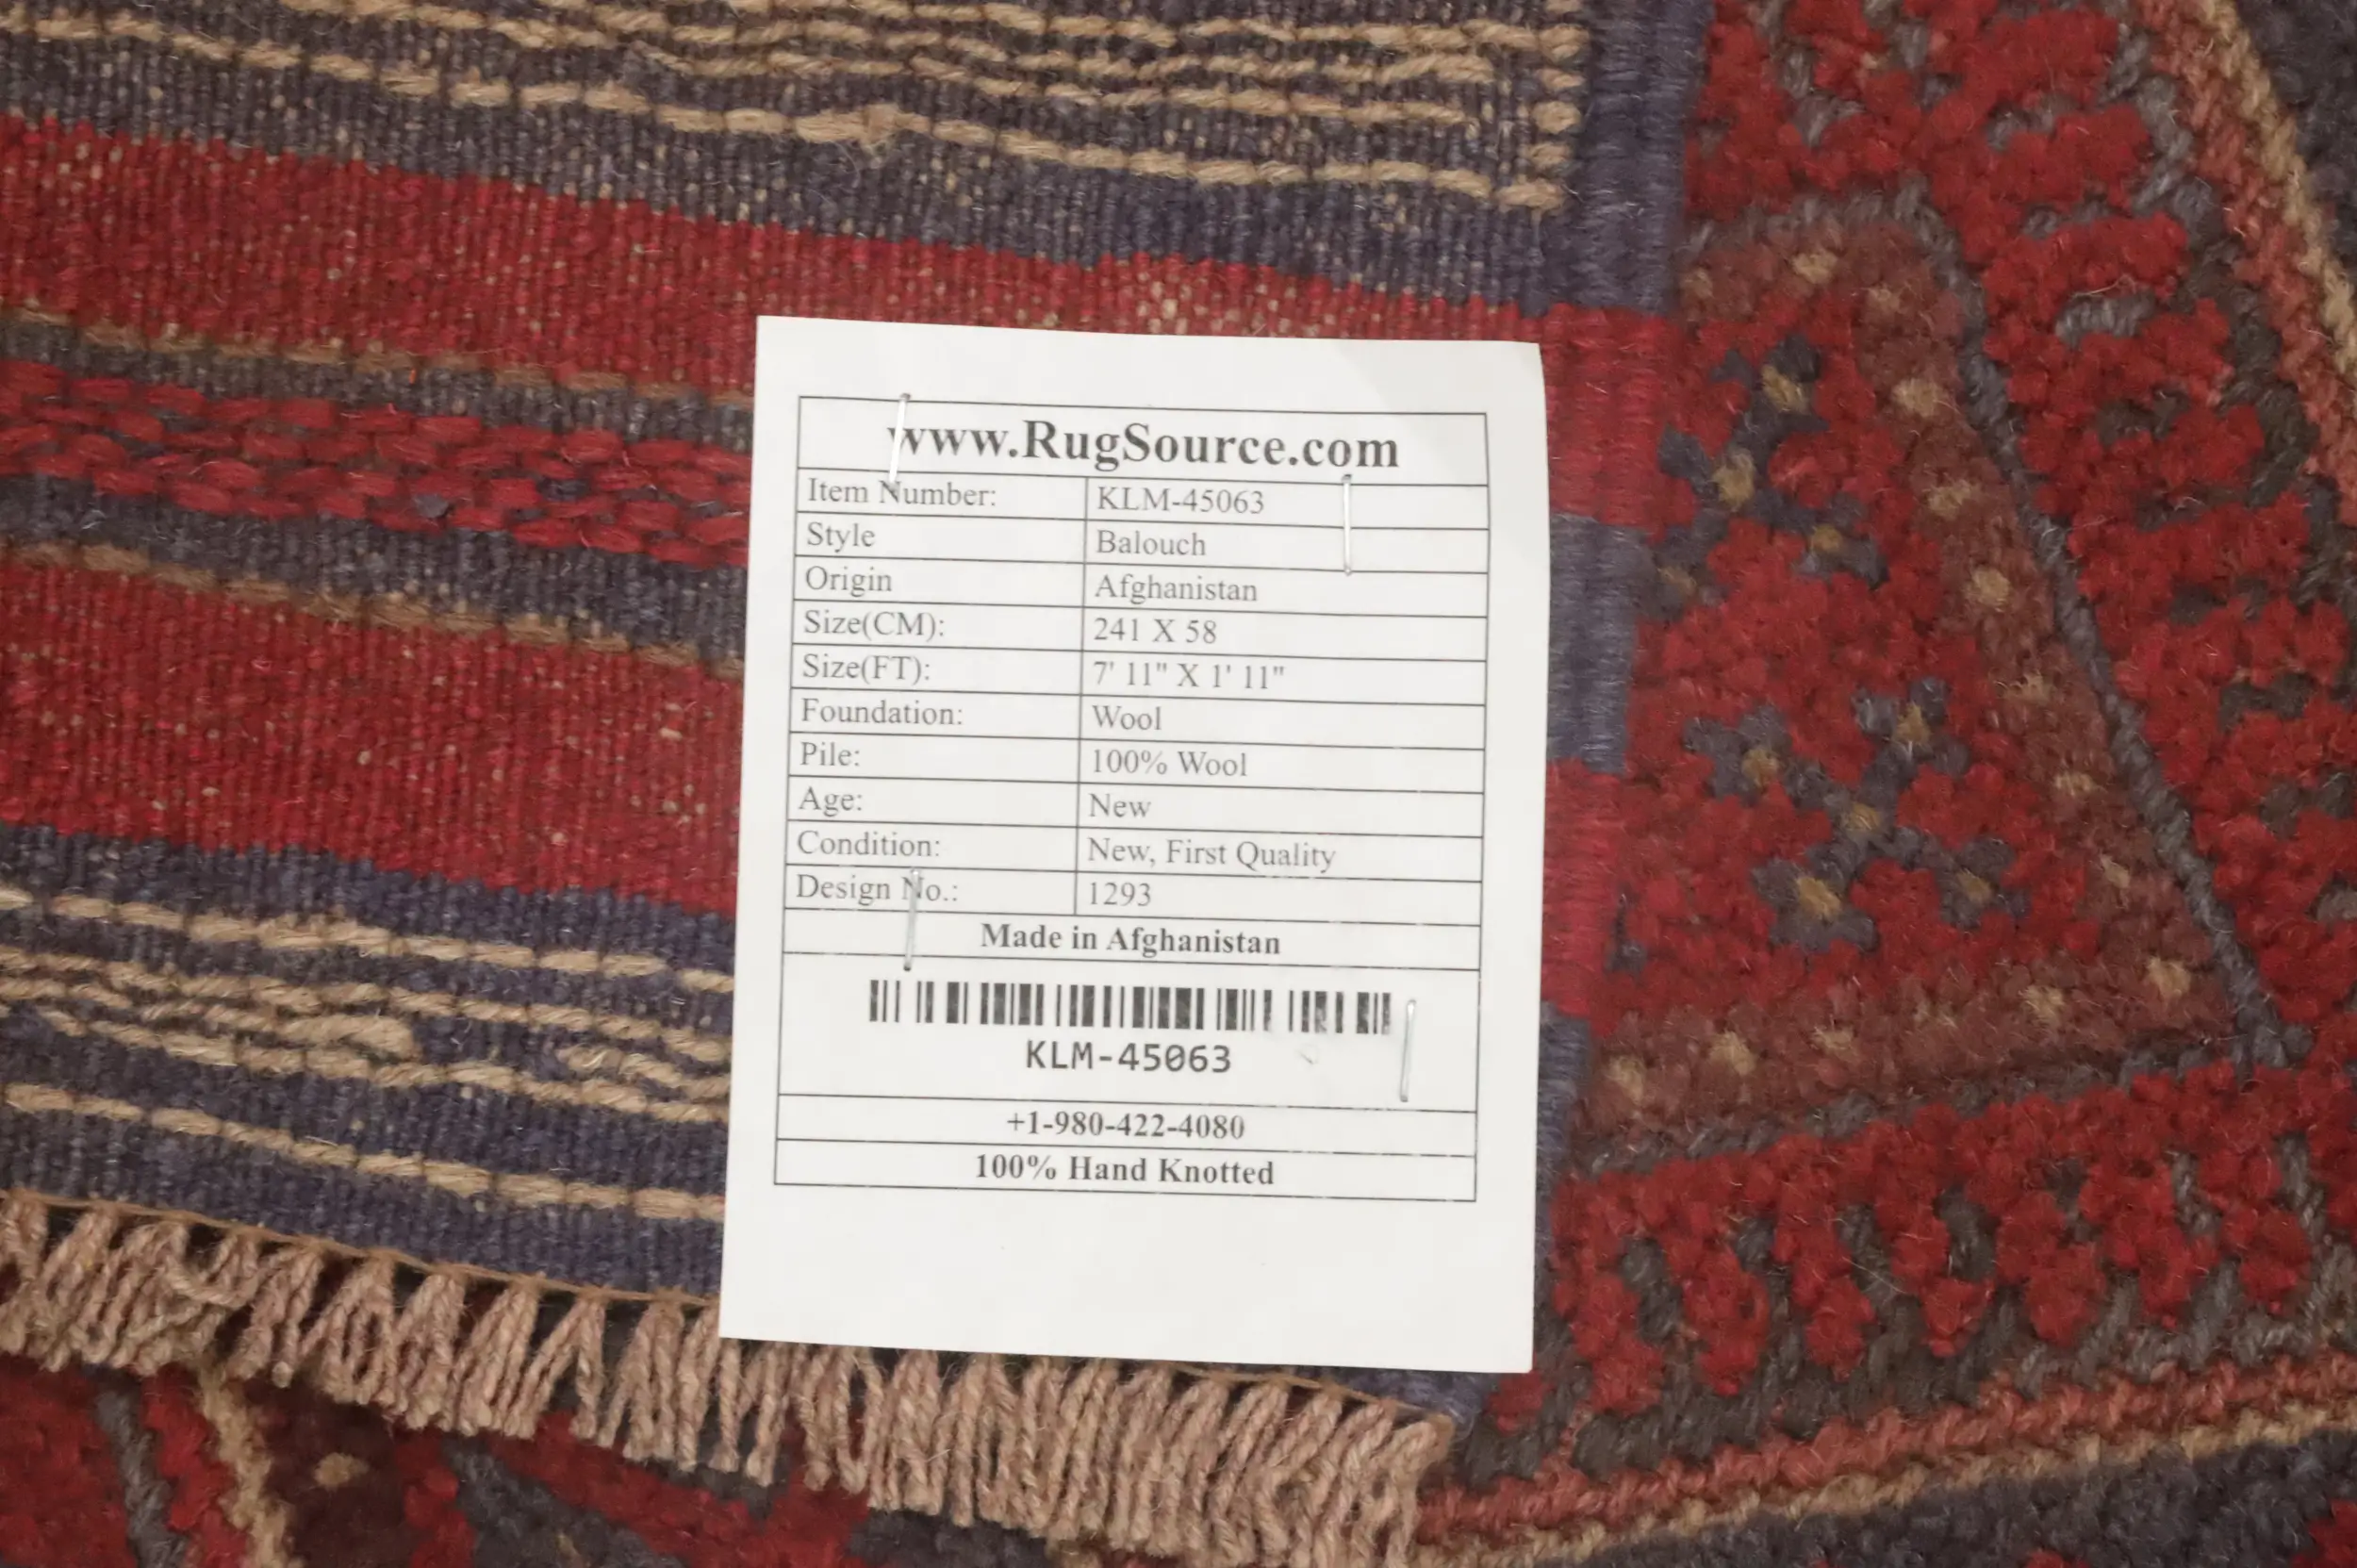 www.RugSource.com
Item Number: KLM-45063
Style Balouch
Origin Afghanistan
Size(CM): 241 X 58
Size(FT): 7' 11" X 1' 11"
Foundation: Wool
Pile: 100% Wool
Age: New
Condition: New, First Quality
Design No.: 1293
Made in Afghanistan
KLM-45063
+1-980-422-4080
100% Hand Knotted